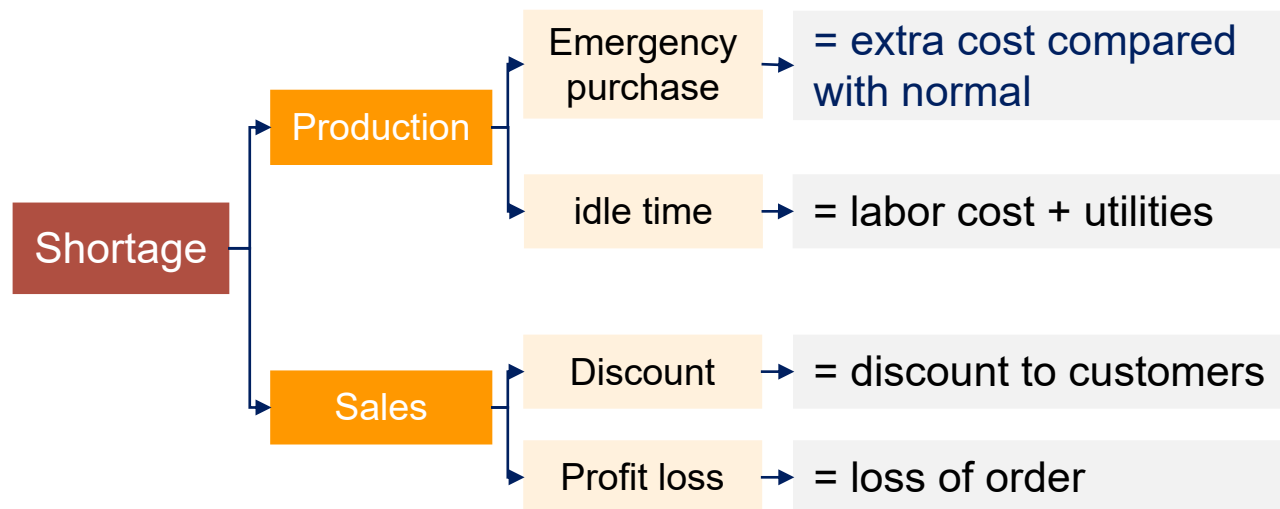 Shortage
Production
Emergency
purchase
= extra cost compared
with normal
idle time
= labor cost + utilities
Sales
Discount
= discount to customers
Profit loss
= loss of order